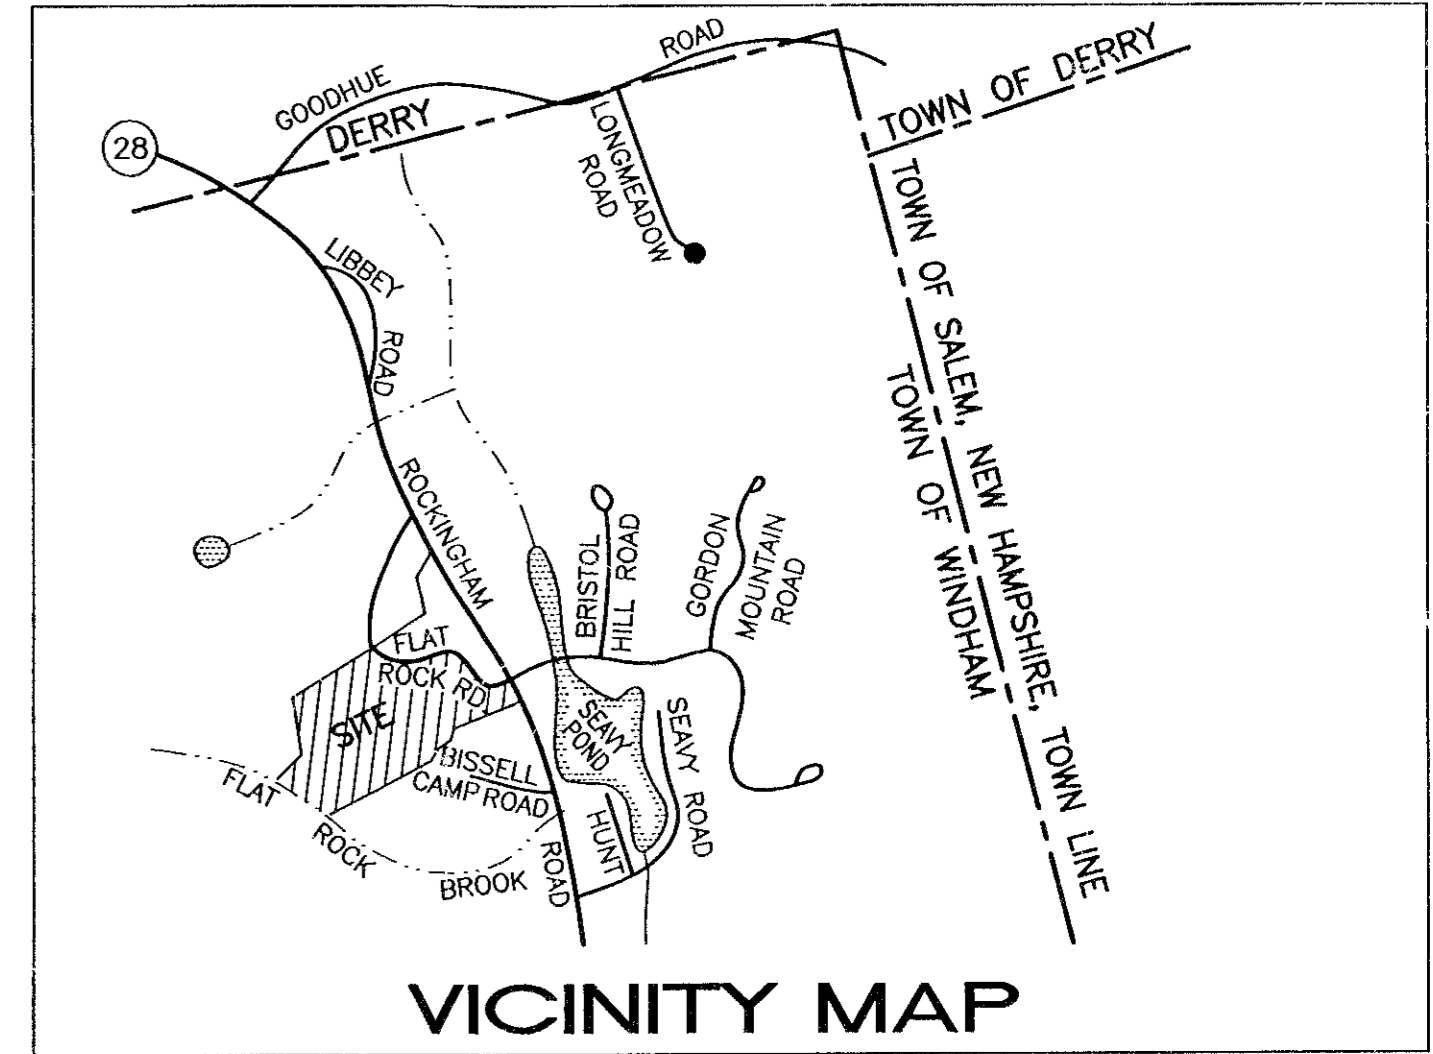 GOODHUE
ROAD
DERRY
28
TOWN OF DERRY
LONGMEADOW
ROAD
LIBBEY
ROAD
TOWN OF SALEM, NEW HAMPSHIRE, TOWN LINE
TOWN OF WINDHAM
ROCKINGHAM
BRISTOL
HILL ROAD
GORDON
MOUNTAIN
ROAD
FLAT
ROCK RD
SITE
SEAVY
POND
SEAVY ROAD
BISSELL
CAMP ROAD
HUNT
ROAD
FLAT
ROCK
BROOK
VICINITY MAP